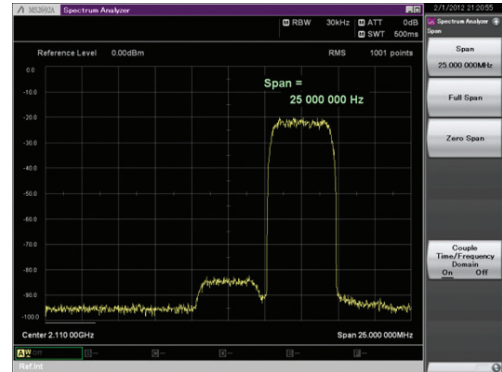 MS2692A Spectrum Analyzer
2/1/2012 21:20:55
RBW 30kHz ATT 0dB
SWT 500ms
Reference Level 0.00dBm RMS 1001 points
Spectrum Analyzer
Span
Span
25.000 000MHz
Full Span
Zero Span
Couple
Time/Frequency
Domain
On Off
Span =
25 000 000 Hz
0.0
-10.0
-20.0
-30.0
-40.0
-50.0
-60.0
-70.0
-80.0
-90.0
-100.0
Center 2.110 00GHz Span 25.000 000MHz
Ref.Int